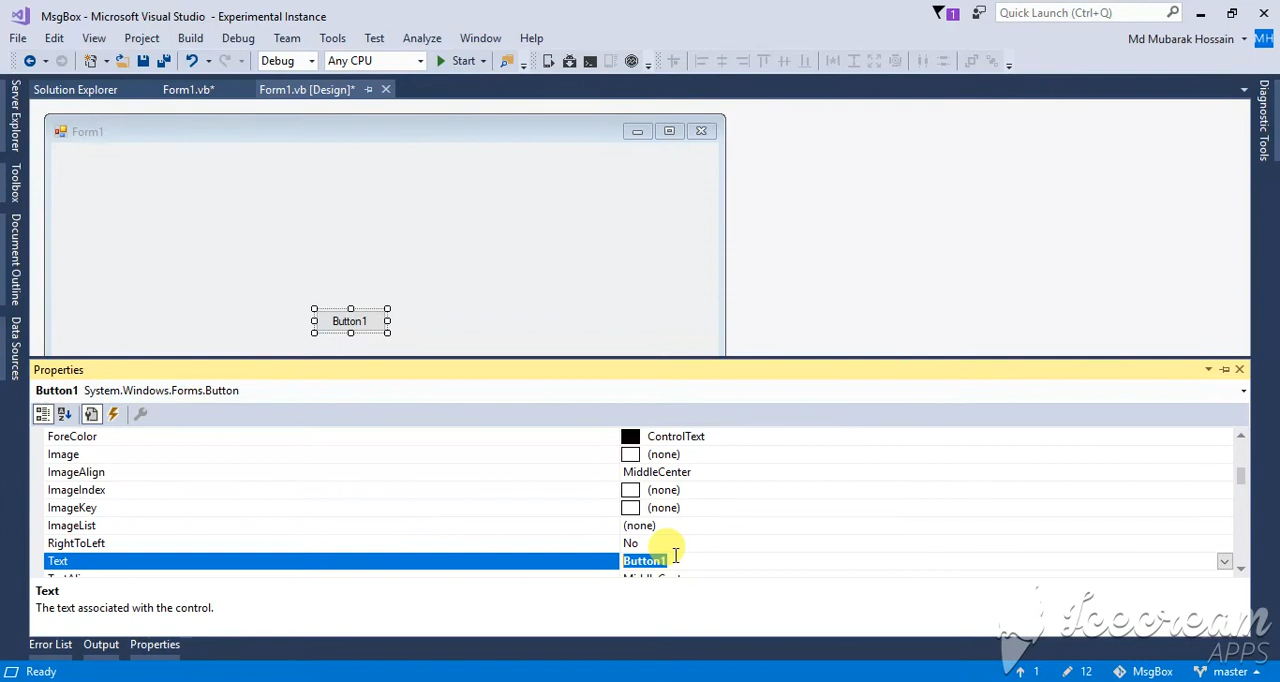 MsgBox - Microsoft Visual Studio - Experimental Instance
1
Quick Launch (Ctrl+Q)
File Edit View Project Build Debug Team Tools Test Analyze Window Help
Md Mubarak Hossain MH
Debug Any CPU Start
Solution Explorer Form1.vb* Form1.vb [Design]*
Server Explorer
Toolbox
Document Outline
Data Sources
Diagnostic Tools
Form1
Button1
Properties
Button1 System.Windows.Forms.Button
ForeColor ControlText
Image (none)
ImageAlign MiddleCenter
ImageIndex (none)
ImageKey (none)
ImageList (none)
RightToLeft No
Text Button1
Text
The text associated with the control.
Icecream
APPS
Error List Output Properties
Ready 1 12 MsgBox master